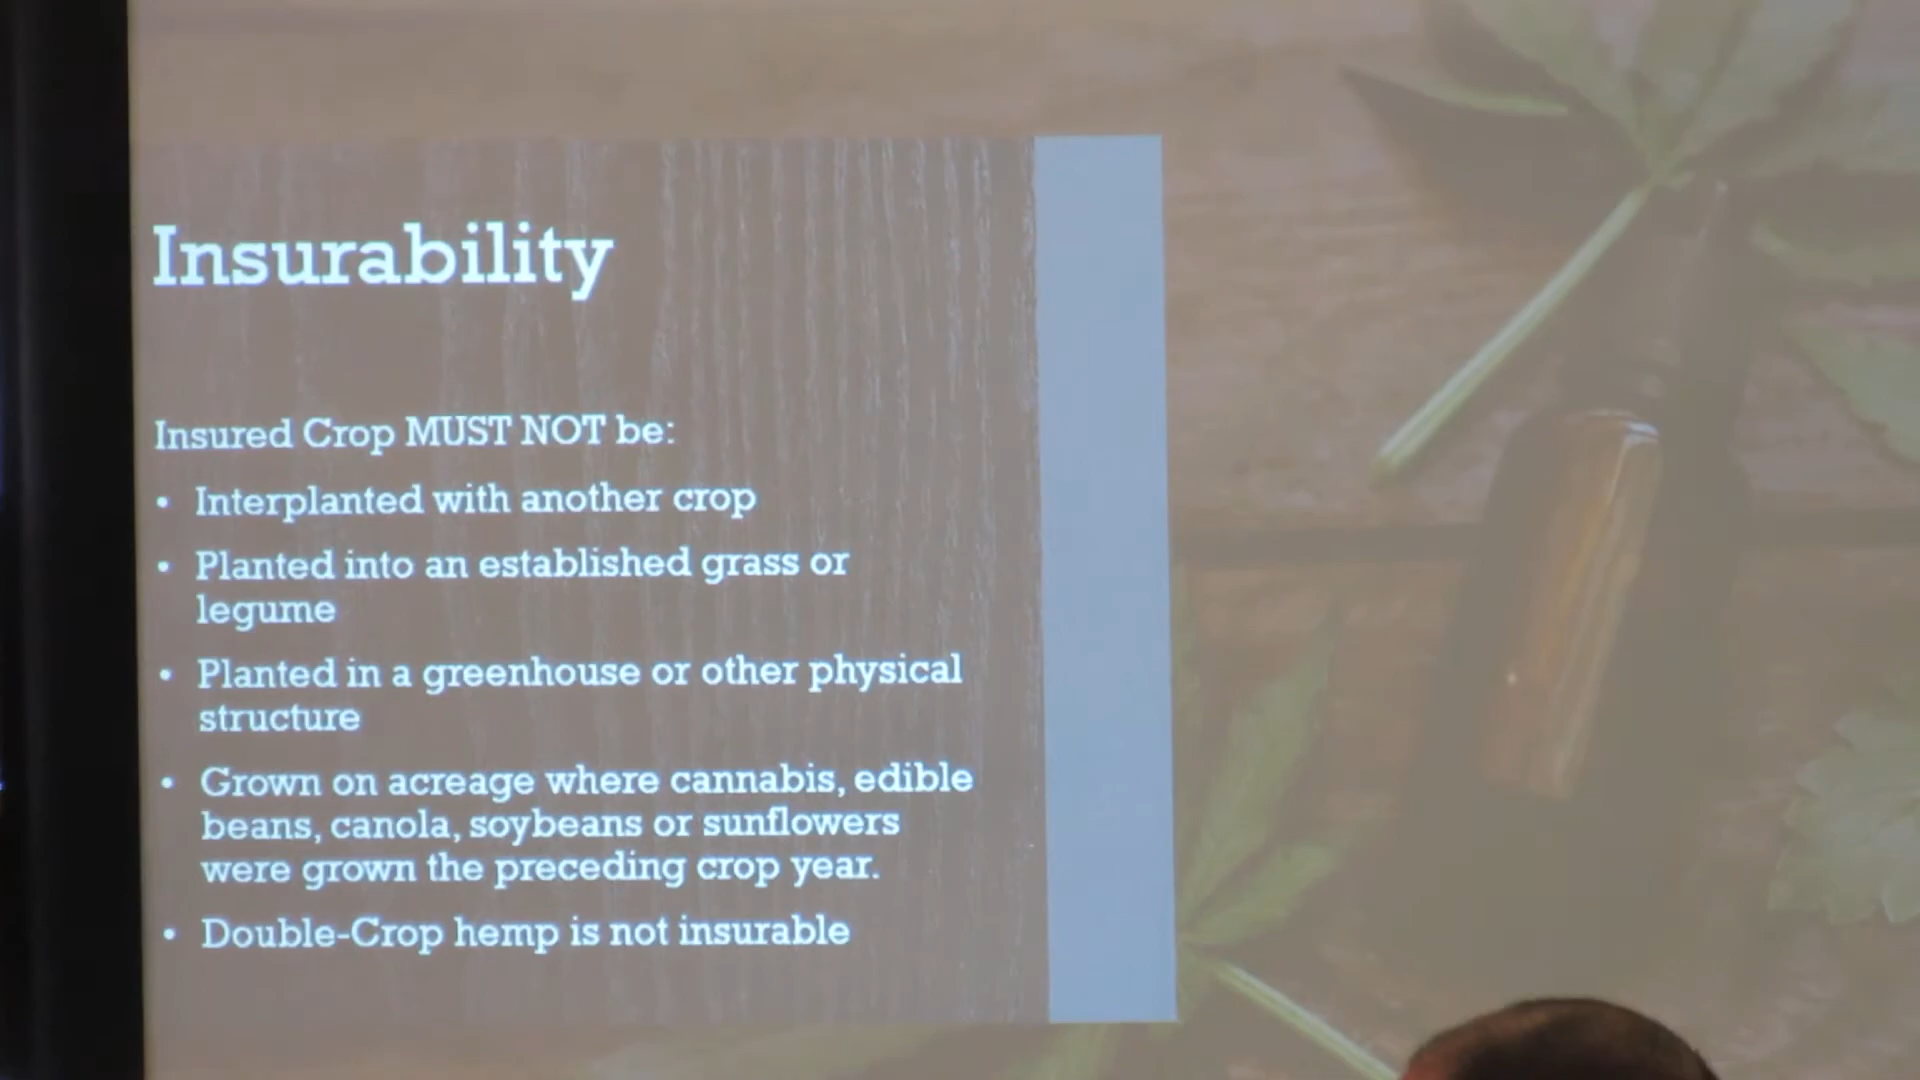 Insurability
Insured Crop MUST NOT be:
• Interplanted with another crop
• Planted into an established grass or
legume
• Planted in a greenhouse or other physical
structure
• Grown on acreage where cannabis, edible
beans, canola, soybeans or sunflowers
were grown the preceding crop year.
• Double-Crop hemp is not insurable